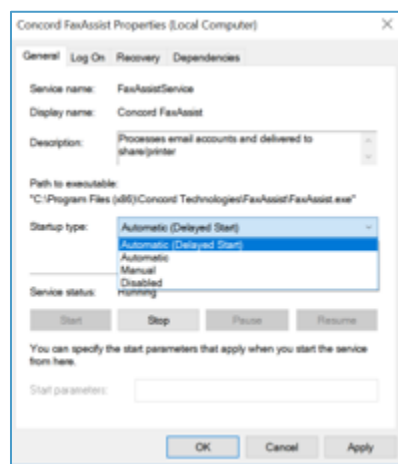 Concord FaxAssist Properties (Local Computer)
General Log On Recovery Dependencies
Service name: FaxAssistService
Display name: Concord FaxAssist
Description: Processes email accounts and delivered to
share/printer
Path to executable:
"C:\Program Files (x86)\Concord Technologies\FaxAssist\FaxAssist.exe"
Startup type: Automatic (Delayed Start)
Automatic (Delayed Start)
Automatic
Manual
Disabled
Service status: Running
Start Stop Pause Resume
You can specify the start parameters that apply when you start the service
from here.
Start parameters:
OK Cancel Apply